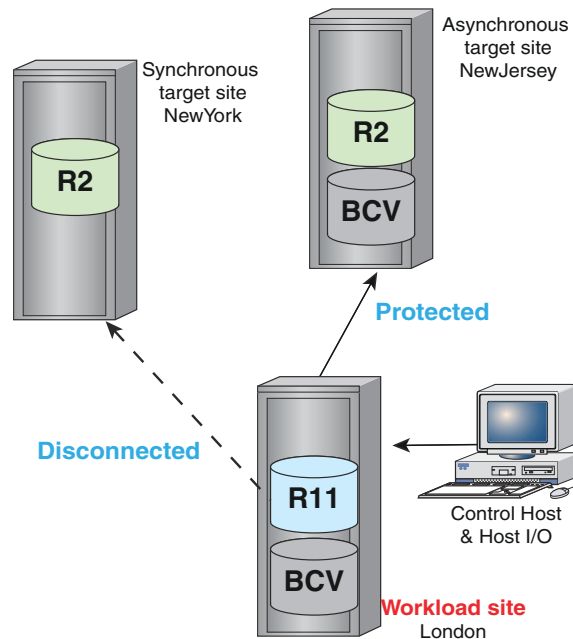 Synchronous
target site
NewYork
R2
Asynchronous
target site
NewJersey
R2
BCV
Protected
Disconnected
R11
BCV
Control Host
& Host I/O
Workload site
London